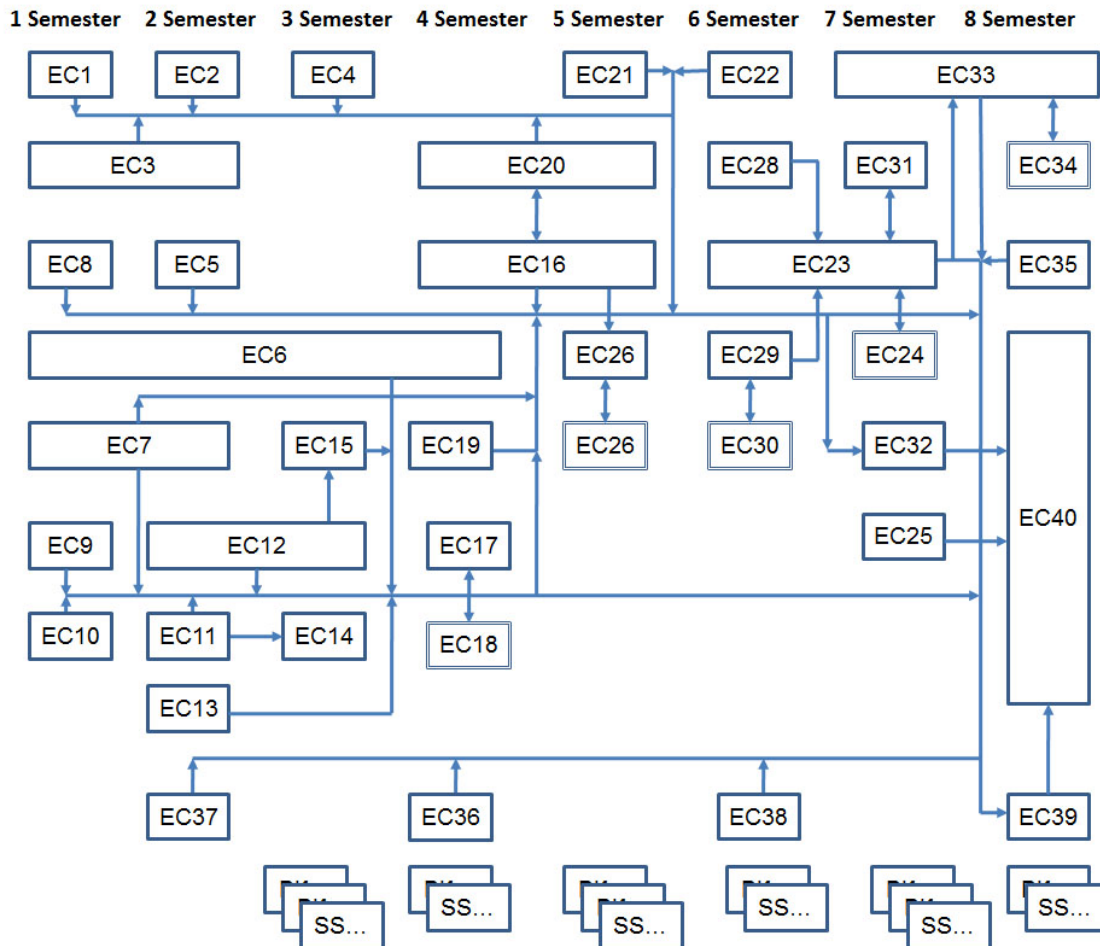 1 Semester 2 Semester 3 Semester 4 Semester 5 Semester 6 Semester 7 Semester 8 Semester
EC1 EC2 EC4 EC21 EC22 EC33
EC3 EC20 EC28 EC31 EC34
EC8 EC5 EC16 EC23 EC35
EC6 EC26 EC29 EC24
EC7 EC15 EC19 EC26 EC30 EC32
EC40
EC9 EC12 EC17 EC25
EC10 EC11 EC14 EC18
EC13
EC37 EC36 EC38 EC39
SS... SS... SS... SS... SS... SS...